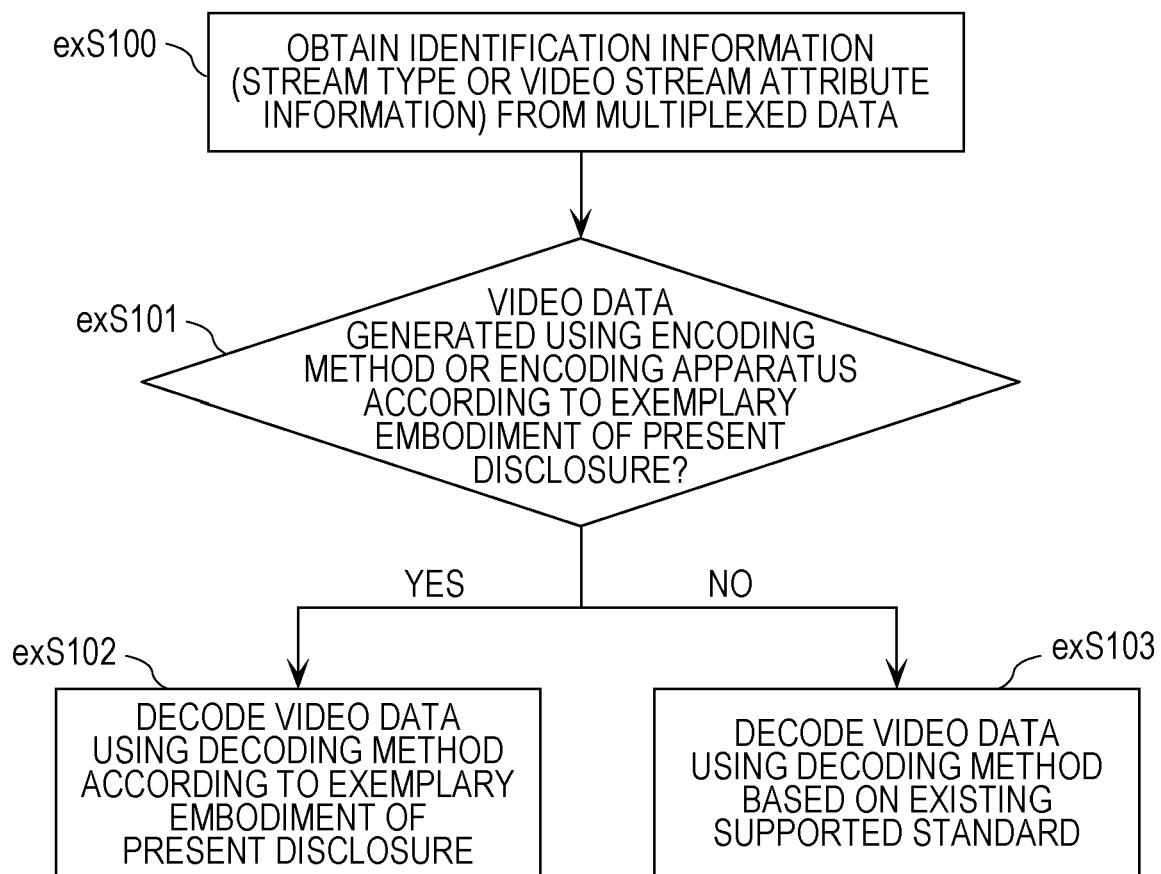 exS100
OBTAIN IDENTIFICATION INFORMATION
(STREAM TYPE OR VIDEO STREAM ATTRIBUTE
INFORMATION) FROM MULTIPLEXED DATA
exS101
VIDEO DATA
GENERATED USING ENCODING
METHOD OR ENCODING APPARATUS
ACCORDING TO EXEMPLARY
EMBODIMENT OF PRESENT
DISCLOSURE?
YES
NO
exS102
DECODE VIDEO DATA
USING DECODING METHOD
ACCORDING TO EXEMPLARY
EMBODIMENT OF
PRESENT DISCLOSURE
exS103
DECODE VIDEO DATA
USING DECODING METHOD
BASED ON EXISTING
SUPPORTED STANDARD